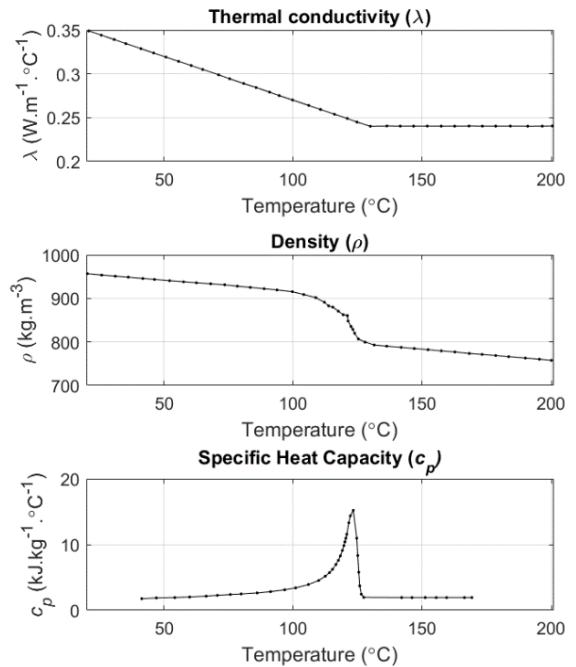 Thermal conductivity (λ)
0.35
0.3
0.25
0.2
λ (W.m⁻¹.°C⁻¹)
50
100
150
200
Temperature (°C)
Density (ρ)
1000
900
800
700
ρ (kg.m⁻³)
50
100
150
200
Temperature (°C)
Specific Heat Capacity (cₚ)
20
10
0
cₚ (kJ.kg⁻¹.°C⁻¹)
50
100
150
200
Temperature (°C)